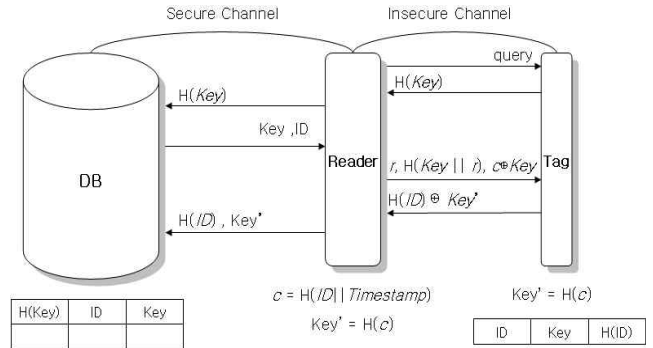 Secure Channel
Insecure Channel
query
H(Key)
H(Key)
Key ,ID
DB
Reader
Tag
r, H(Key || r), c⊕Key
H(ID) ⊕ Key'
H(ID) , Key'
c = H(ID||Timestamp)
Key' = H(c)
Key' = H(c)
H(Key) ID Key
ID Key H(ID)